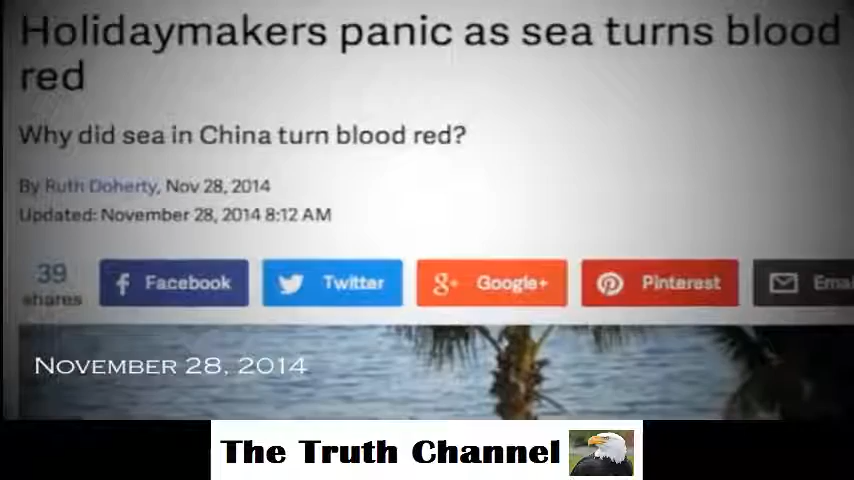 Holidaymakers panic as sea turns blood
red
Why did sea in China turn blood red?
By Ruth Doherty, Nov 28, 2014
Updated: November 28, 2014 8:12 AM
39
shares
Facebook
Twitter
Google+
Pinterest
Emai
November 28, 2014
The Truth Channel